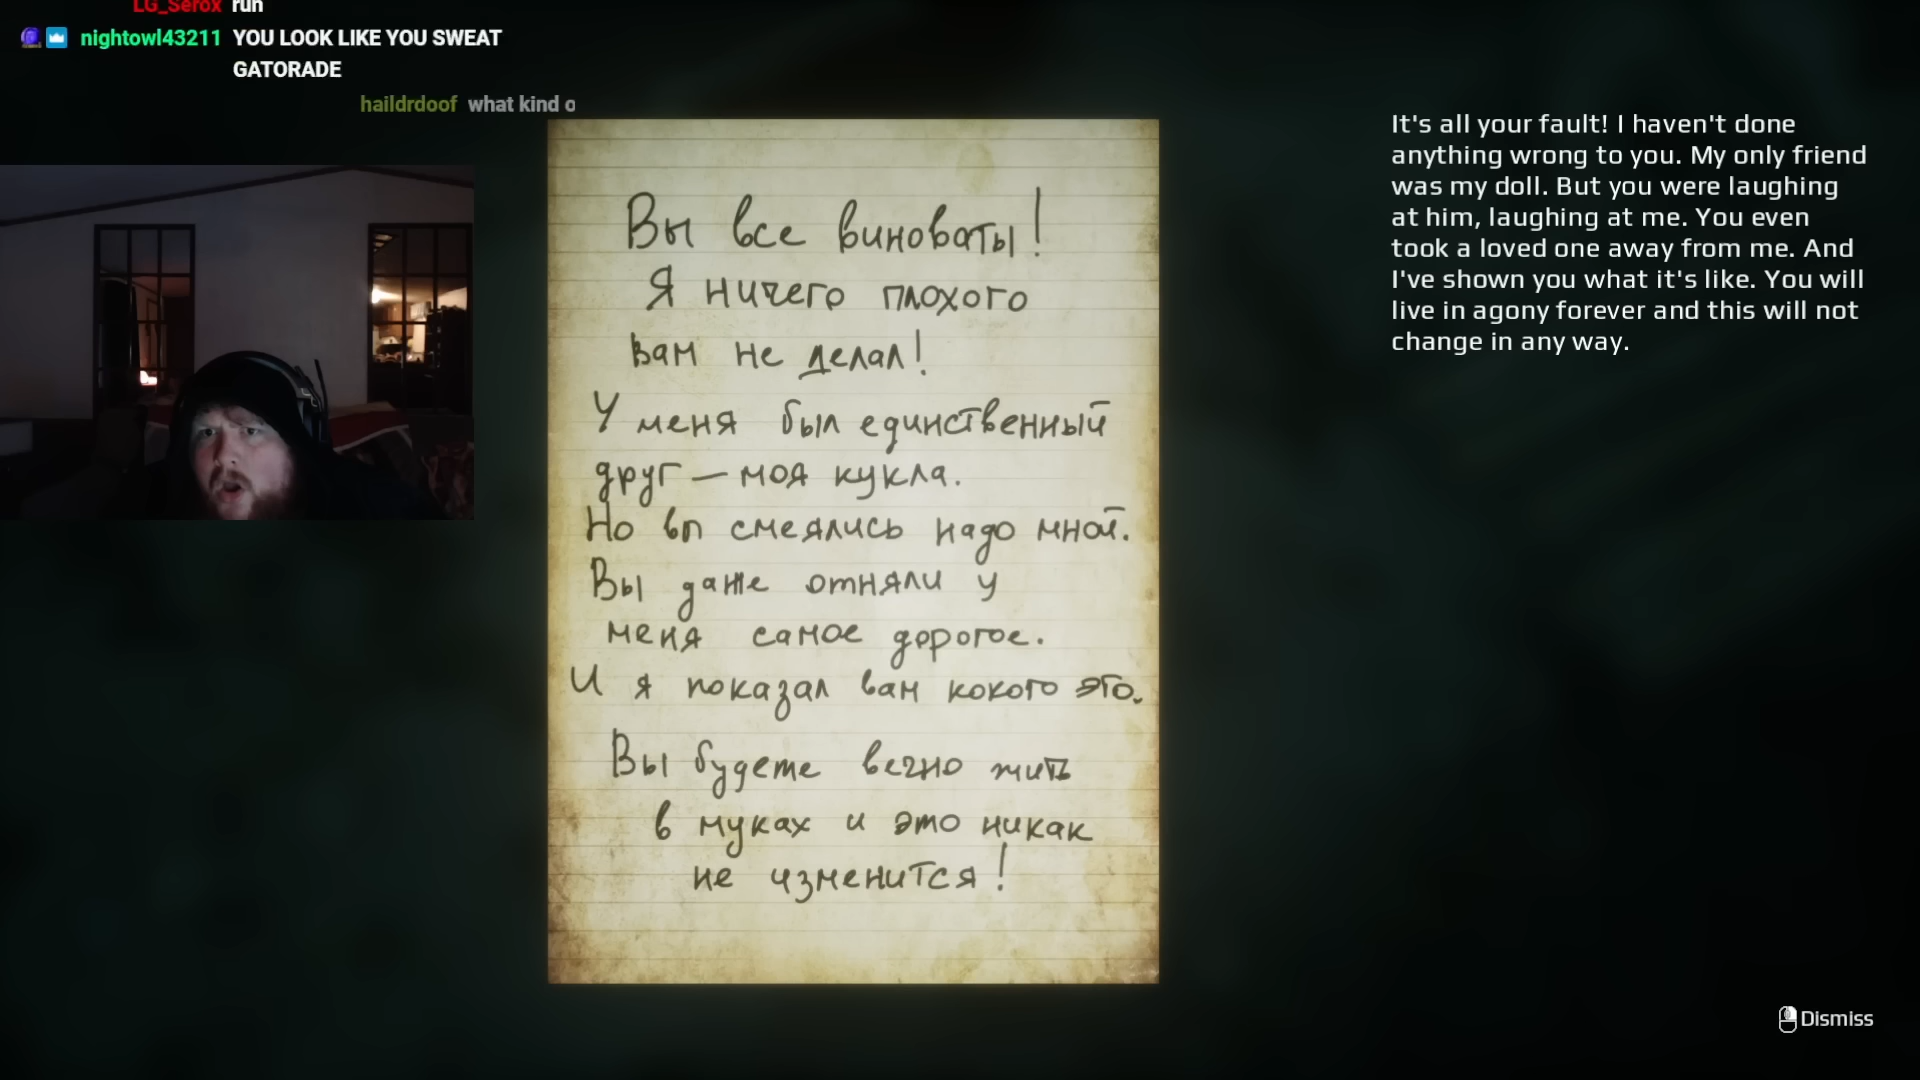 LG_Serox run
nightowl43211 YOU LOOK LIKE YOU SWEAT
GATORADE
haildrdoof what kind o
Вы все виноваты!
Я ничего плохого
вам не делал!
У меня был единственный
друг — моя кукла.
Но вы смеялись надо мной.
Вы даже отняли у
меня самое дорогое.
И я показал вам кокого это.
Вы будете вечно жить
в муках и это никак
не изменится!
It's all your fault! I haven't done
anything wrong to you. My only friend
was my doll. But you were laughing
at him, laughing at me. You even
took a loved one away from me. And
I've shown you what it's like. You will
live in agony forever and this will not
change in any way.
Dismiss